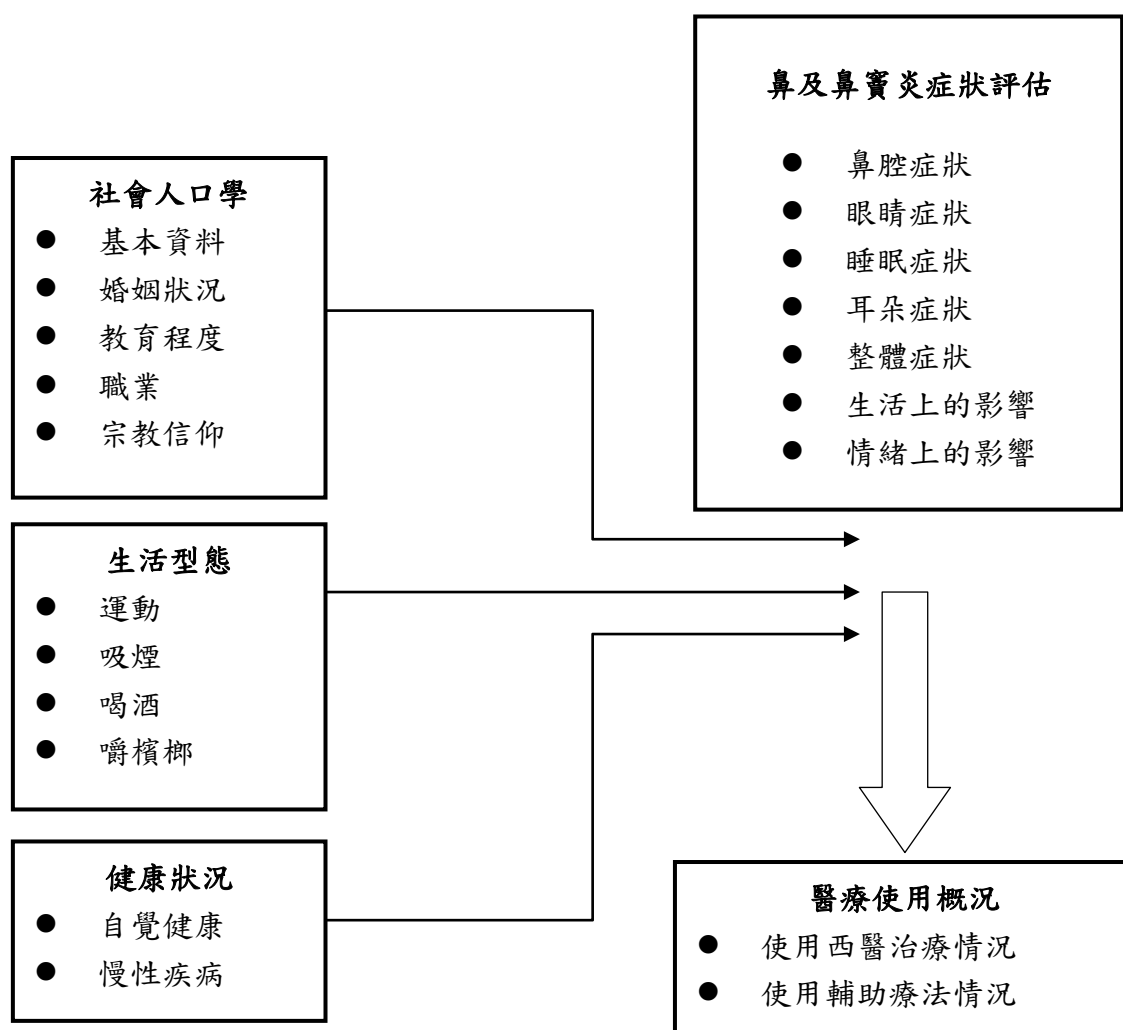 鼻及鼻竇炎症狀評估
● 鼻腔症狀
● 眼睛症狀
● 睡眠症狀
● 耳朵症狀
● 整體症狀
● 生活上的影響
● 情緒上的影響
社會人口學
● 基本資料
● 婚姻狀況
● 教育程度
● 職業
● 宗教信仰
生活型態
● 運動
● 吸煙
● 喝酒
● 嚼檳榔
健康狀況
● 自覺健康
● 慢性疾病
醫療使用概況
● 使用西醫治療情況
● 使用輔助療法情況